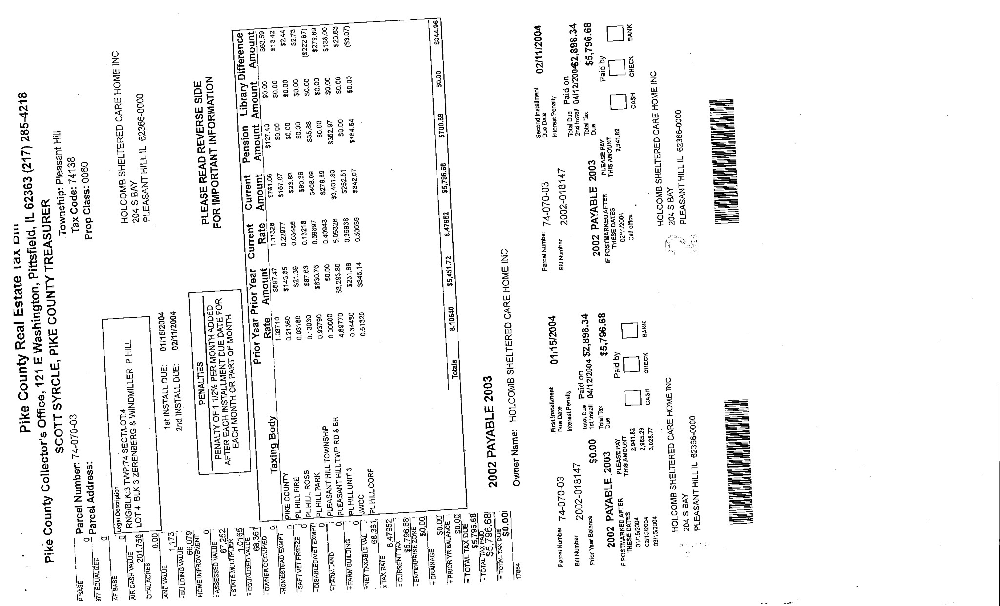 Pike County Real Estate Tax Bill
Pike County Collector's Office, 121 E Washington, Pittsfield, IL 62363 (217) 285-4218
SCOTT SYRCLE, PIKE COUNTY TREASURER
Township: Pleasant Hill
Tax Code: 74138
Prop Class: 0060
Parcel Number: 74-070-03
Parcel Address:
F BASE 0
977 EQUALIZED 0
AF BASE 0
AIR CASH VALUE 201,756
OTAL ACRES 0.00
AND VALUE 1,173
- BUILDING VALUE 66,079
HOME IMPROVEMENT 0
= ASSESSED VALUE 67,252
x STATE MULTIPLIER 1.0165
= EQUALIZED VALUE 68,361
- OWNER OCCUPIED 0
-HOMESTEAD EXMPT 0
- SAF / VET FREEZE 0
- DISABLED/VET EXMPT 0
+ FARM LAND 0
+ FARM BUILDING 0
=NET TAXABLE VAL 68,361
x TAX RATE 8.47952
= CURRENT TAX $5,796.68
- ENTERPRISE ZONE $0.00
+ DRAINAGE $0.00
+ PRIOR YR BALANCE $0.00
= TOTAL TAX DUE $5,796.68
- TOTAL TAX PAID $5,796.68
= TOTAL TAX DUE $0.00
17864
Legal Description
RNG/BLK:3 TWP:74 SECT/LOT:4
LOT 4 BLK 3 ZERENBERG & WINDMILLER P HILL
HOLCOMB SHELTERED CARE HOME INC
204 S BAY
PLEASANT HILL IL 62366-0000
1st INSTALL DUE: 01/15/2004
2nd INSTALL DUE: 02/11/2004
PENALTIES
PENALTY OF 1 1/2% PER MONTH ADDED
AFTER EACH INSTALLMENT DUE DATE FOR
EACH MONTH OR PART OF MONTH
PLEASE READ REVERSE SIDE
FOR IMPORTANT INFORMATION
Taxing Body Prior Year Rate Prior Year Amount Current Rate Current Amount Pension Amount Library Amount Difference Amount
PIKE COUNTY 1.03710 $697.47 1.11328 $761.06 $127.40 $0.00 $63.59
PL HILL FIRE 0.21360 $143.65 0.22977 $157.07 $0.00 $0.00 $13.42
PL HILL, ROSS 0.03180 $21.39 0.03486 $23.83 $0.00 $0.00 $2.44
PL HILL PARK 0.13030 $87.63 0.13218 $90.36 $0.00 $0.00 $2.73
PLEASANT HILL TOWNSHIP 0.93790 $630.76 0.59697 $408.09 $35.88 $0.00 ($222.67)
PLEASANT HILL TWP RD & BR 0.00000 $0.00 0.40943 $279.89 $0.00 $0.00 $279.89
PL HILL UNIT 3 4.89770 $3,293.80 5.09326 $3,481.80 $352.97 $0.00 $188.00
JWCC 0.34480 $231.88 0.36938 $252.51 $0.00 $0.00 $20.63
PL HILL CORP 0.51320 $345.14 0.50039 $342.07 $184.64 $0.00 ($3.07)
Totals 8.10640 $5,451.72 8.47952 $5,796.68 $700.89 $0.00 $344.96
2002 PAYABLE 2003
Owner Name: HOLCOMB SHELTERED CARE HOME INC
Parcel Number 74-070-03
Bill Number 2002-018147
Prior Year Balance $0.00
First Installment Due Date 01/15/2004
Interest Penalty
Total Due 1st Install Paid on 04/12/2004 $2,898.34
Total Tax Due $5,796.68
2002 PAYABLE 2003
IF POSTMARKED AFTER THESE DATES PLEASE PAY THIS AMOUNT
01/15/2004 2,941.82
02/15/2004 2,985.29
03/15/2004 3,028.77
Paid by
CASH CHECK BANK
HOLCOMB SHELTERED CARE HOME INC
204 S BAY
PLEASANT HILL IL 62366-0000
Parcel Number 74-070-03
Bill Number 2002-018147
Second Installment Due Date 02/11/2004
Interest Penalty
Total Due 2nd Install Paid on 04/12/2004 $2,898.34
Total Tax Due $5,796.68
2002 PAYABLE 2003
IF POSTMARKED AFTER THESE DATES PLEASE PAY THIS AMOUNT
02/11/2004 2,941.82
Call office.
Paid by
CASH CHECK BANK
2
HOLCOMB SHELTERED CARE HOME INC
204 S BAY
PLEASANT HILL IL 62366-0000